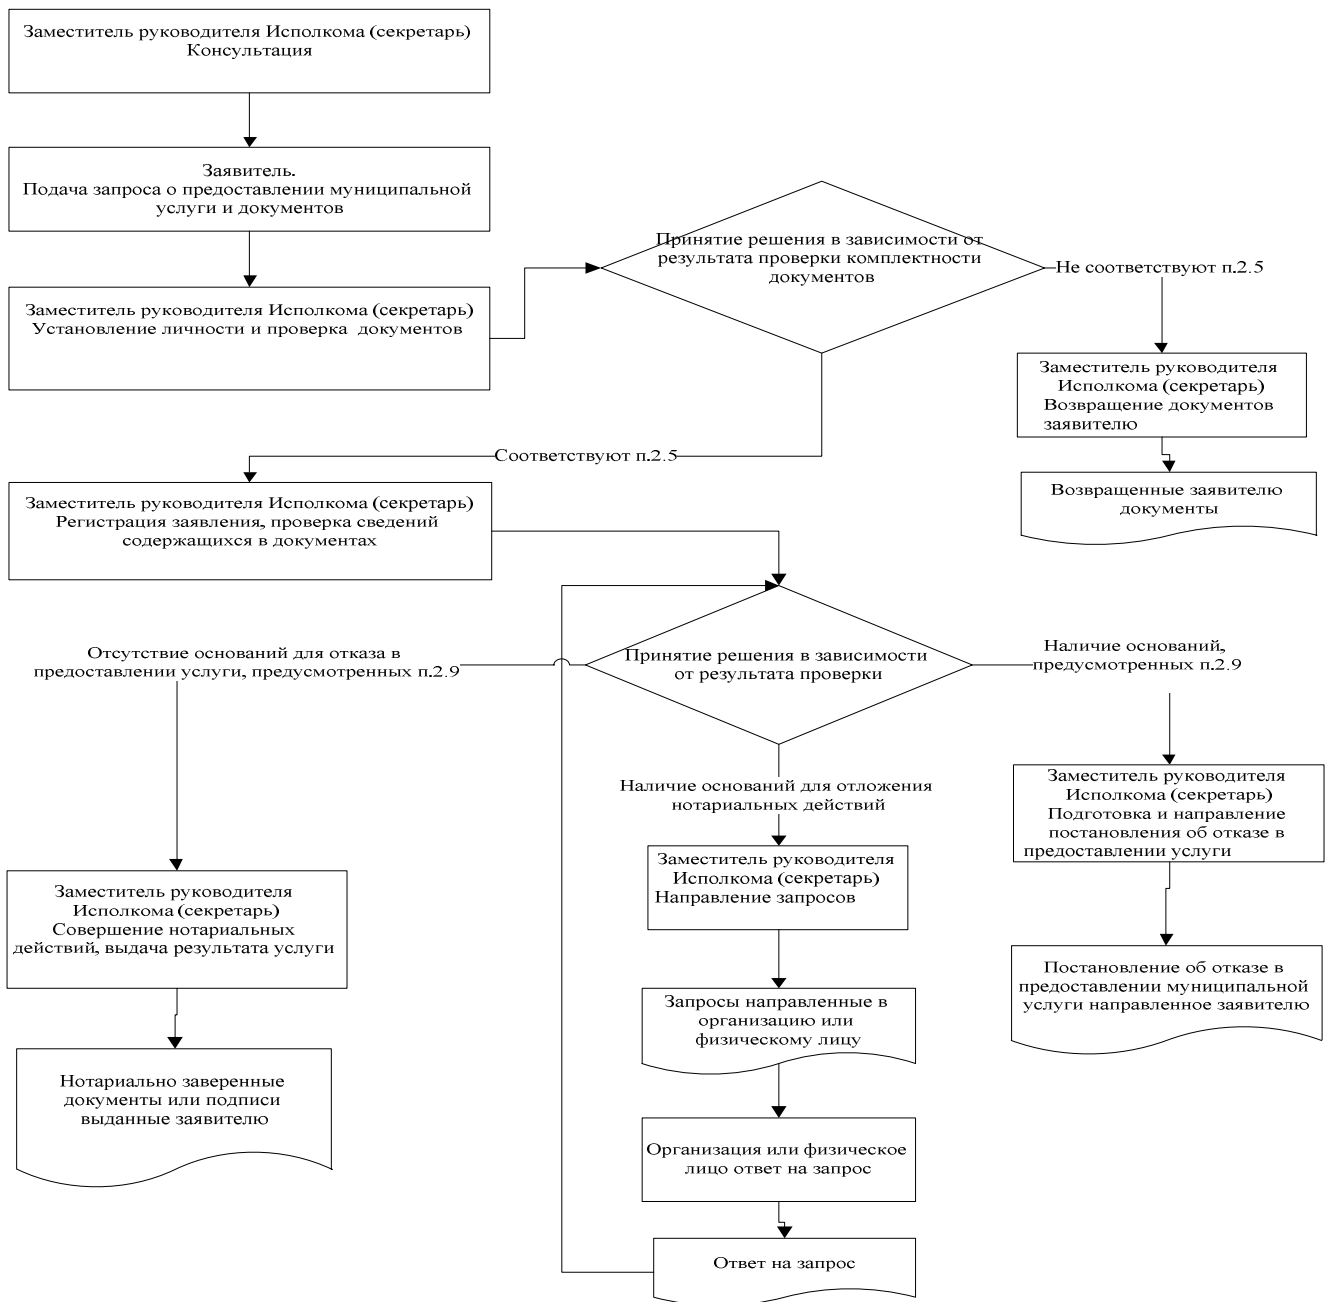 Заместитель руководителя Исполкома (секретарь)
Консультация
Заявитель.
Подача запроса о предоставлении муниципальной
услуги и документов
Заместитель руководителя Исполкома (секретарь)
Установление личности и проверка документов
Принятие решения в зависимости от
результата проверки комплектности
документов
Не соответствуют п.2.5
Заместитель руководителя
Исполкома (секретарь)
Возвращение документов
заявителю
Возвращенные заявителю
документы
Соответствуют п.2.5
Заместитель руководителя Исполкома (секретарь)
Регистрация заявления, проверка сведений
содержащихся в документах
Принятие решения в зависимости
от результата проверки
Отсутствие оснований для отказа в
предоставлении услуги, предусмотренных п.2.9
Наличие оснований,
предусмотренных п.2.9
Наличие оснований для отложения
нотариальных действий
Заместитель руководителя
Исполкома (секретарь)
Совершение нотариальных
действий, выдача результата услуги
Нотариально заверенные
документы или подписи
выданные заявителю
Заместитель руководителя
Исполкома (секретарь)
Направление запросов
Запросы направленные в
организацию или
физическому лицу
Организация или физическое
лицо ответ на запрос
Ответ на запрос
Заместитель руководителя
Исполкома (секретарь)
Подготовка и направление
постановления об отказе в
предоставлении услуги
Постановление об отказе в
предоставлении муниципальной
услуги направленное заявителю